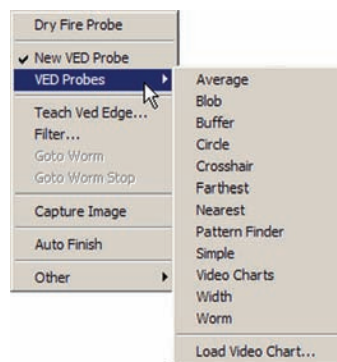 Dry Fire Probe
New VED Probe
VED Probes
Teach Ved Edge...
Filter...
Goto Worm
Goto Worm Stop
Capture Image
Auto Finish
Other
Average
Blob
Buffer
Circle
Crosshair
Farthest
Nearest
Pattern Finder
Simple
Video Charts
Width
Worm
Load Video Chart...